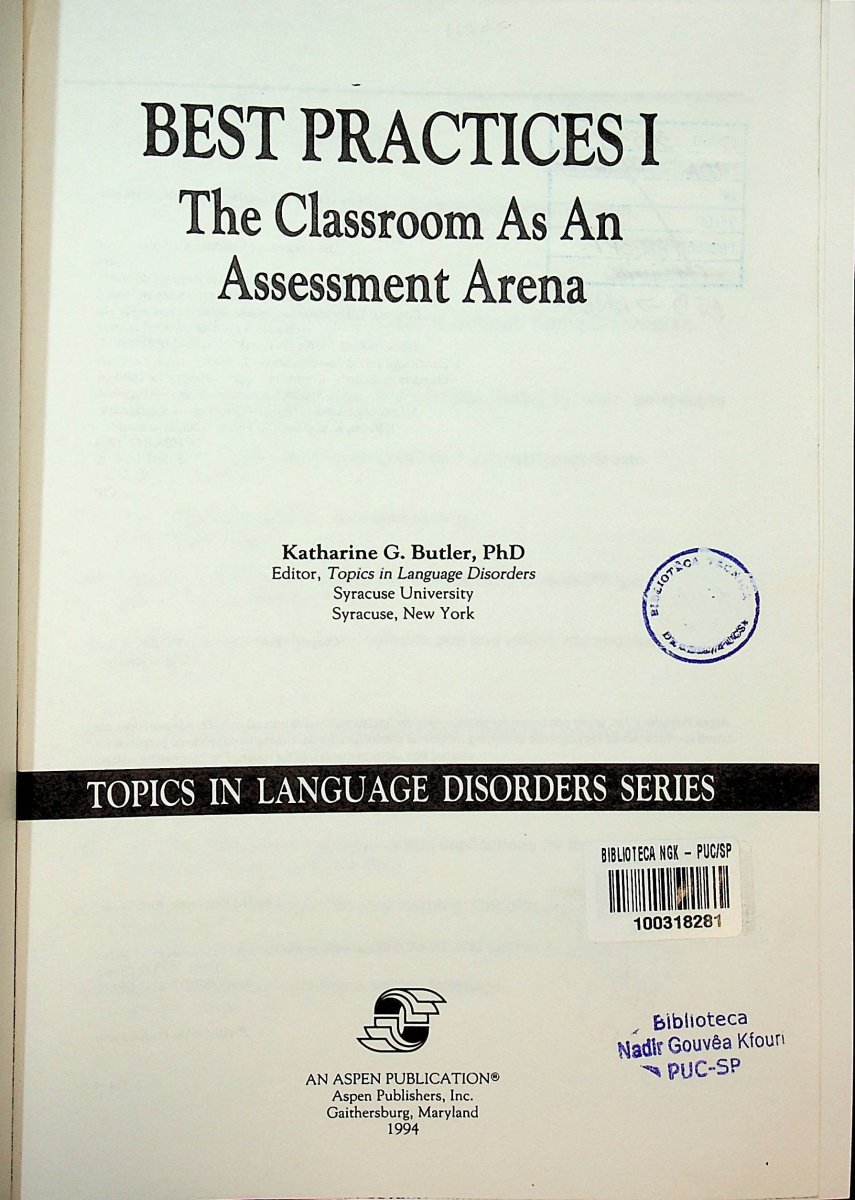 BEST PRACTICES I
The Classroom As An
Assessment Arena
Katharine G. Butler, PhD
Editor, Topics in Language Disorders
Syracuse University
Syracuse, New York
BIBLIOTECA TECNICA
TOPICS IN LANGUAGE DISORDERS SERIES
BIBLIOTECA NGK – PUC/SP
100318281
Biblioteca
Nadir Gouvêa Kfouri
PUC-SP
AN ASPEN PUBLICATION®
Aspen Publishers, Inc.
Gaithersburg, Maryland
1994